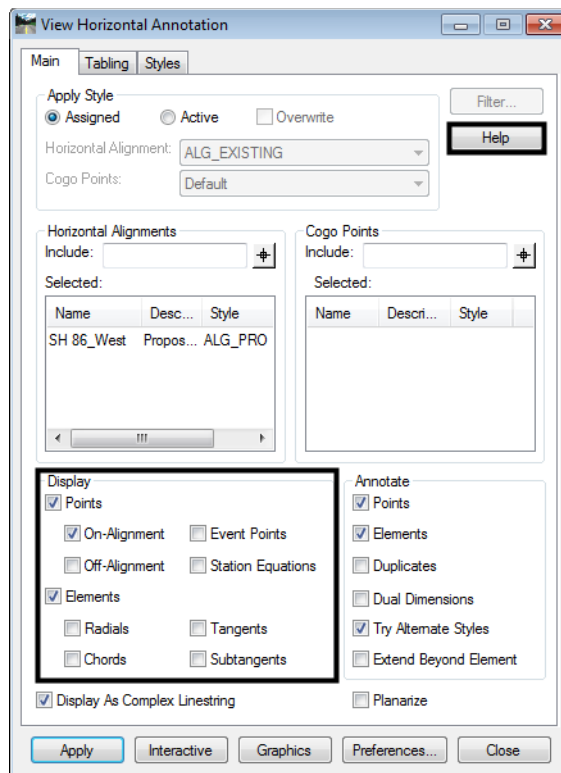 View Horizontal Annotation
Main Tabling Styles
Apply Style
Assigned Active Overwrite
Filter...
Help
Horizontal Alignment: ALG_EXISTING
Cogo Points: Default
Horizontal Alignments
Include:
Selected:
Name Desc... Style
SH 86_West Propos... ALG_PRO
Cogo Points
Include:
Selected:
Name Descri... Style
Display
Points
On-Alignment Event Points
Off-Alignment Station Equations
Elements
Radials Tangents
Chords Subtangents
Annotate
Points
Elements
Duplicates
Dual Dimensions
Try Alternate Styles
Extend Beyond Element
Display As Complex Linestring Planarize
Apply Interactive Graphics Preferences... Close